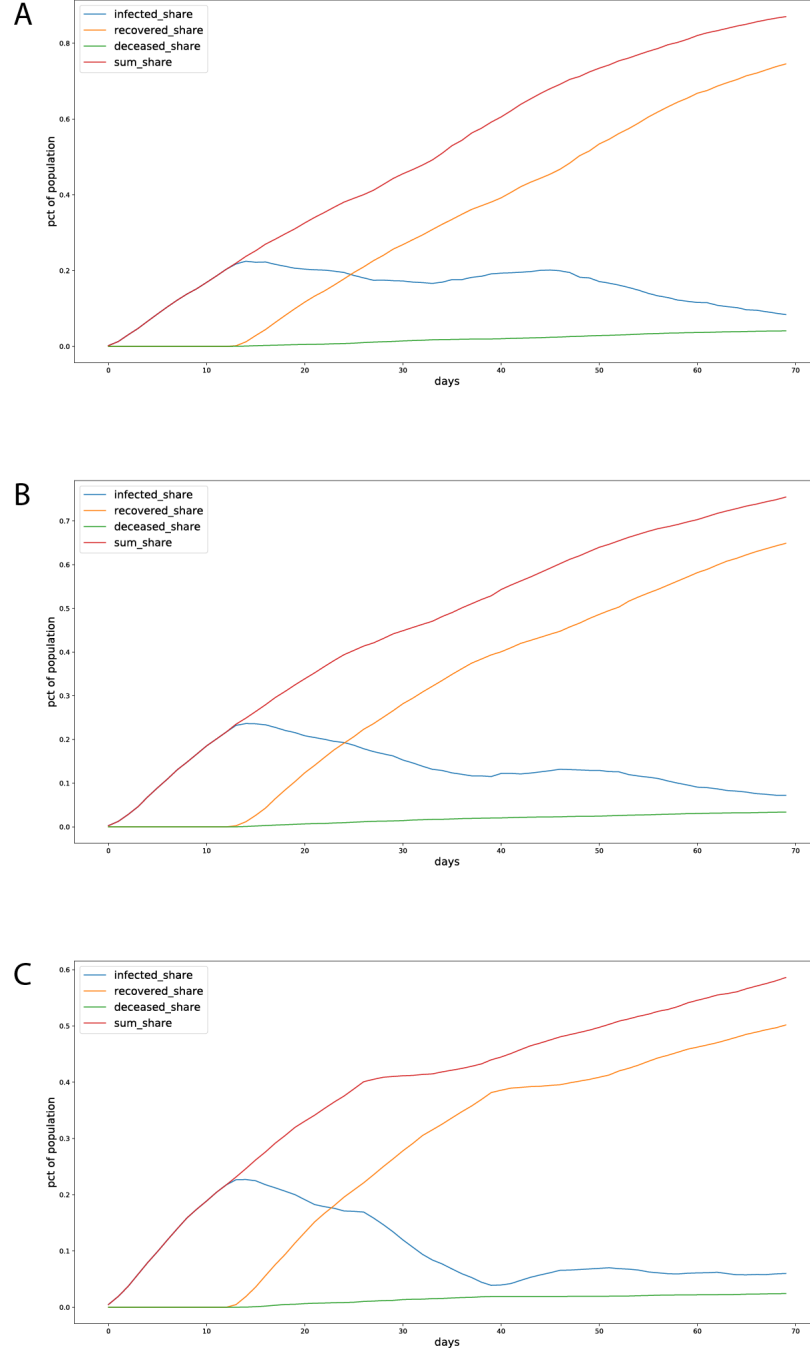 A
infected_share
recovered_share
deceased_share
sum_share
pct of population
0.8
0.6
0.4
0.2
0.0
0 10 20 30 40 50 60 70
days
B
infected_share
recovered_share
deceased_share
sum_share
pct of population
0.7
0.6
0.5
0.4
0.3
0.2
0.1
0.0
0 10 20 30 40 50 60 70
days
C
infected_share
recovered_share
deceased_share
sum_share
pct of population
0.6
0.5
0.4
0.3
0.2
0.1
0.0
0 10 20 30 40 50 60 70
days